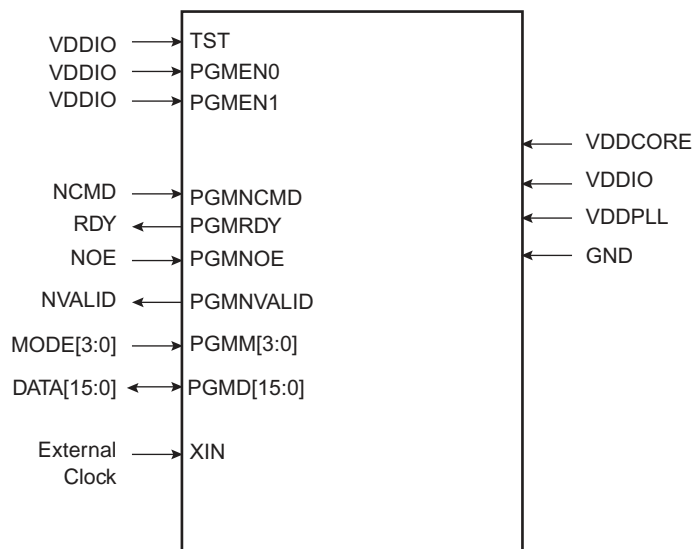 VDDIO TST
VDDIO PGMEN0
VDDIO PGMEN1
VDDCORE
VDDIO
NCMD PGMNCMD
VDDPLL
RDY PGMRDY
GND
NOE PGMNOE
NVALID PGMNVALID
MODE[3:0] PGMM[3:0]
DATA[15:0] PGMD[15:0]
External XIN
Clock